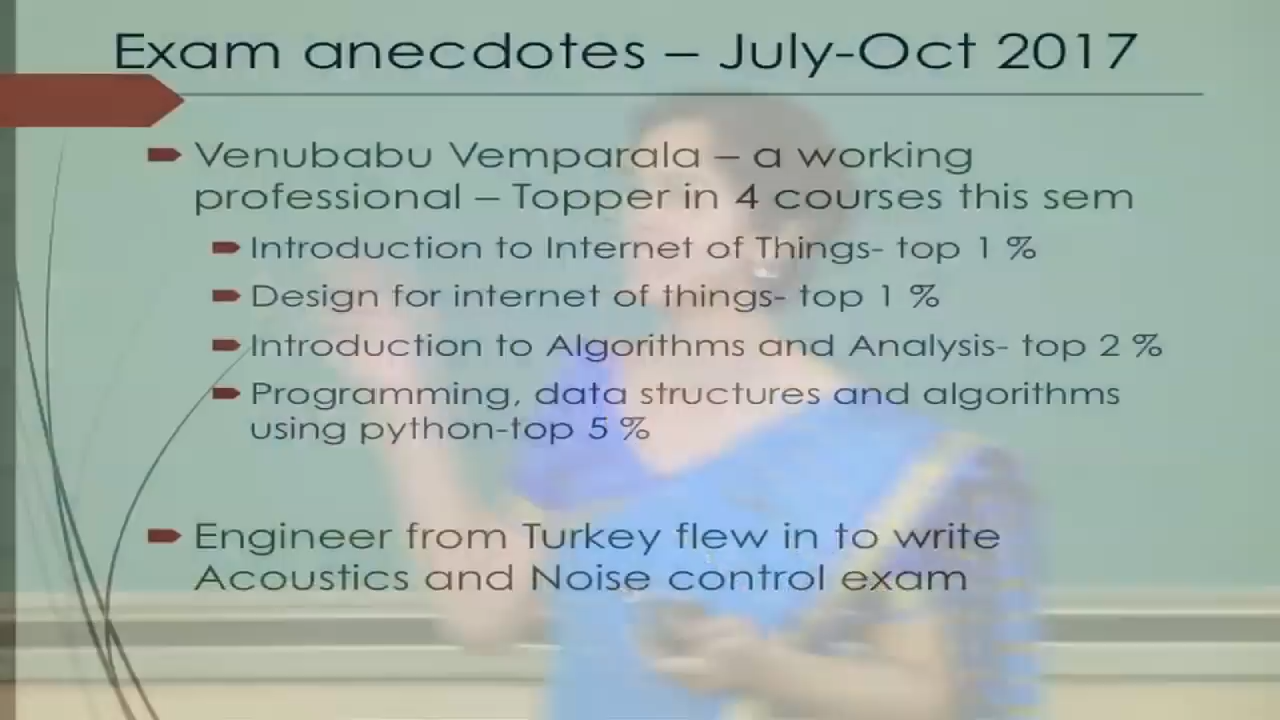 Exam anecdotes – July-Oct 2017
Venubabu Vemparala – a working
professional – Topper in 4 courses this sem
Introduction to Internet of Things- top 1 %
Design for internet of things- top 1 %
Introduction to Algorithms and Analysis- top 2 %
Programming, data structures and algorithms
using python-top 5 %
Engineer from Turkey flew in to write
Acoustics and Noise control exam